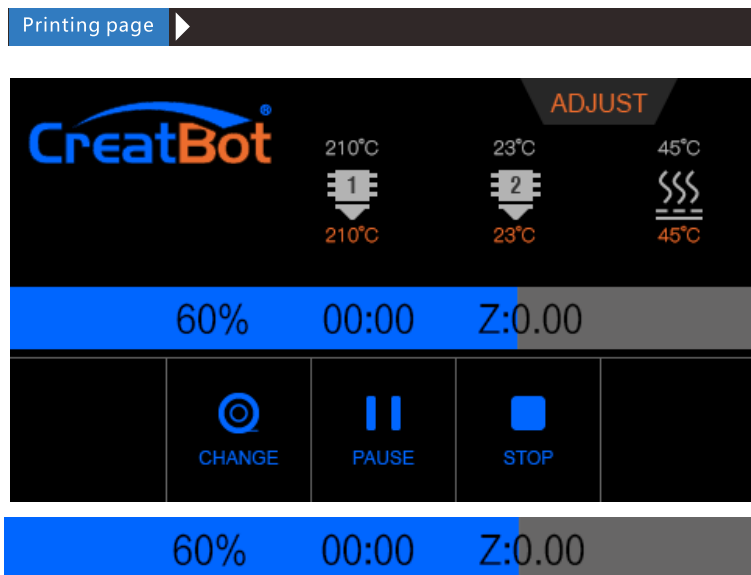 Printing page
ADJUST
CreatBot®
210°C 23°C 45°C
1 2
210°C 23°C 45°C
60% 00:00 Z:0.00
CHANGE PAUSE STOP
60% 00:00 Z:0.00